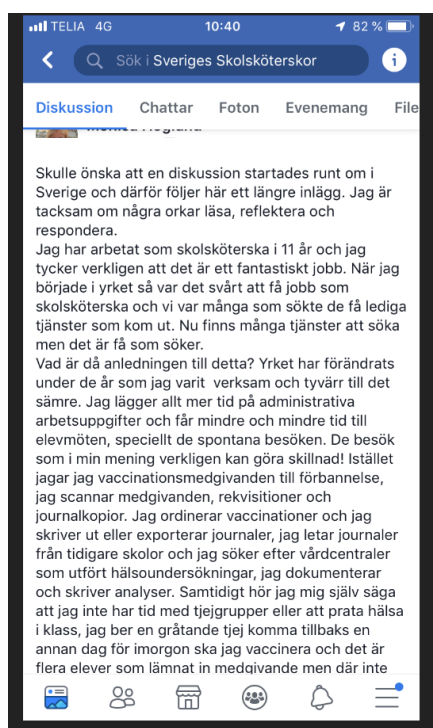 TELIA 4G 10:40 82 %
Sök i Sveriges Skolsköterskor
Diskussion Chattar Foton Evenemang File
Skulle önska att en diskussion startades runt om i
Sverige och därför följer här ett längre inlägg. Jag är
tacksam om några orkar läsa, reflektera och
respondera.
Jag har arbetat som skolsköterska i 11 år och jag
tycker verkligen att det är ett fantastiskt jobb. När jag
började i yrket så var det svårt att få jobb som
skolsköterska och vi var många som sökte de få lediga
tjänster som kom ut. Nu finns många tjänster att söka
men det är få som söker.
Vad är då anledningen till detta? Yrket har förändrats
under de år som jag varit verksam och tyvärr till det
sämre. Jag lägger allt mer tid på administrativa
arbetsuppgifter och får mindre och mindre tid till
elevmöten, speciellt de spontana besöken. De besök
som i min mening verkligen kan göra skillnad! Istället
jagar jag vaccinationsmedgivanden till förbannelse,
jag scannar medgivanden, rekvisitioner och
journalkopior. Jag ordinerar vaccinationer och jag
skriver ut eller exporterar journaler, jag letar journaler
från tidigare skolor och jag söker efter vårdcentraler
som utfört hälsoundersökningar, jag dokumenterar
och skriver analyser. Samtidigt hör jag mig själv säga
att jag inte har tid med tjejgrupper eller att prata hälsa
i klass, jag ber en gråtande tjej komma tillbaks en
annan dag för imorgon ska jag vaccinera och det är
flera elever som lämnat in medgivande men där inte